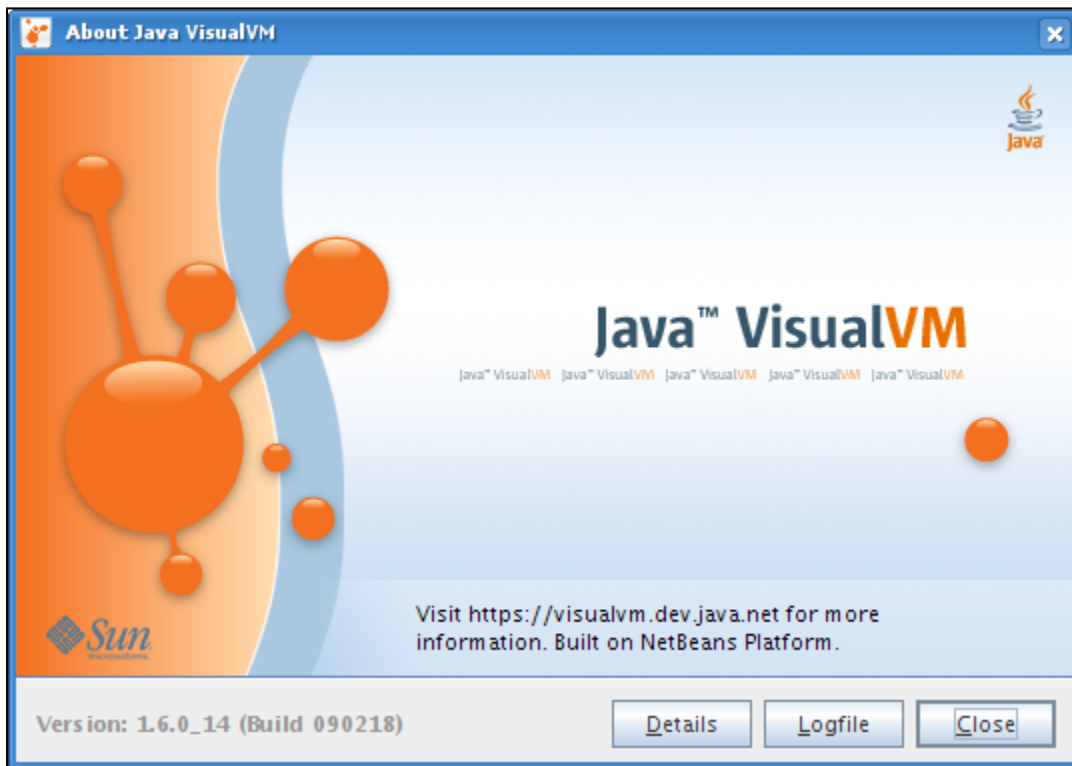 About Java VisualVM
Java
Java™ VisualVM
Java™ VisualVM Java™ VisualVM Java™ VisualVM Java™ VisualVM Java™ VisualVM
Visit https://visualvm.dev.java.net for more
information. Built on NetBeans Platform.
Sun
microsystems
Version: 1.6.0_14 (Build 090218)
Details
Logfile
Close